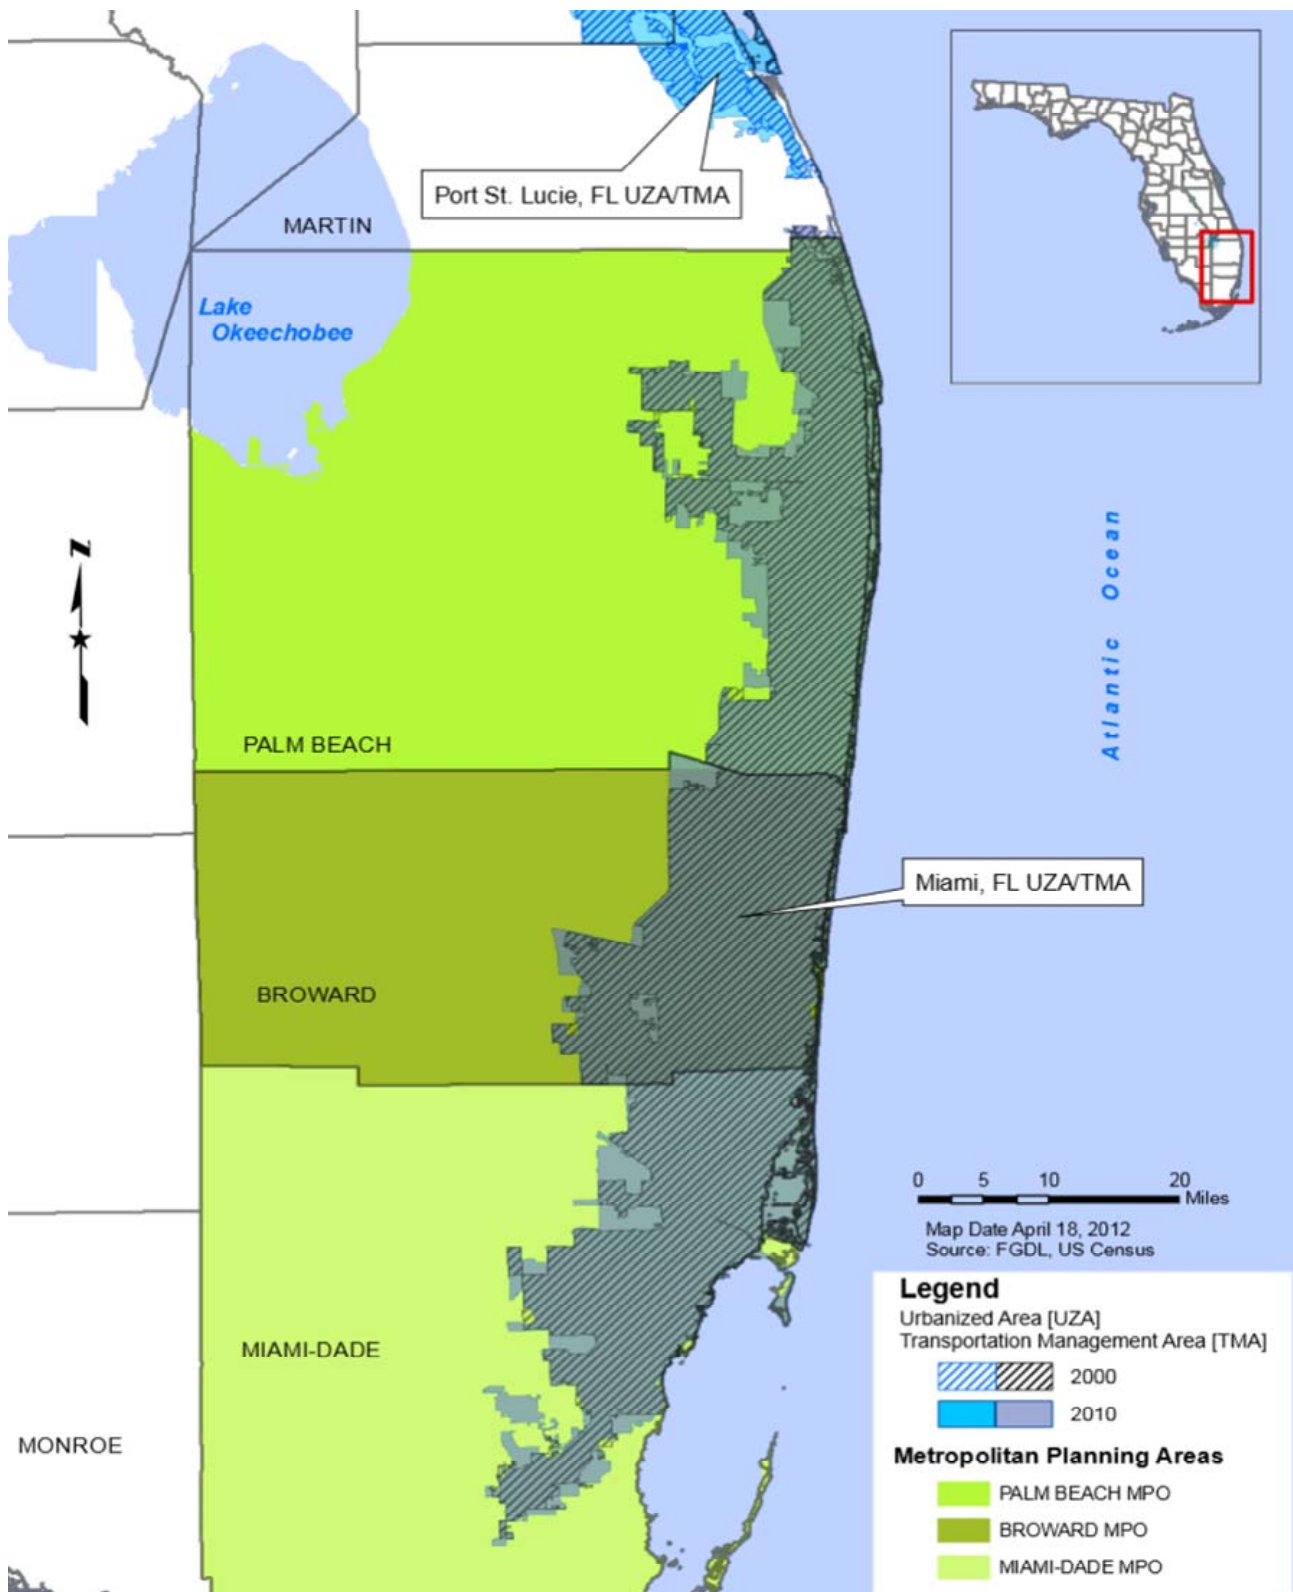 Port St. Lucie, FL UZA/TMA
MARTIN
Lake
Okeechobee
N
Atlantic Ocean
PALM BEACH
Miami, FL UZA/TMA
BROWARD
0 5 10 20
Miles
Map Date April 18, 2012
Source: FGDL, US Census
MIAMI-DADE
MONROE
Legend
Urbanized Area [UZA]
Transportation Management Area [TMA]
2000
2010
Metropolitan Planning Areas
PALM BEACH MPO
BROWARD MPO
MIAMI-DADE MPO